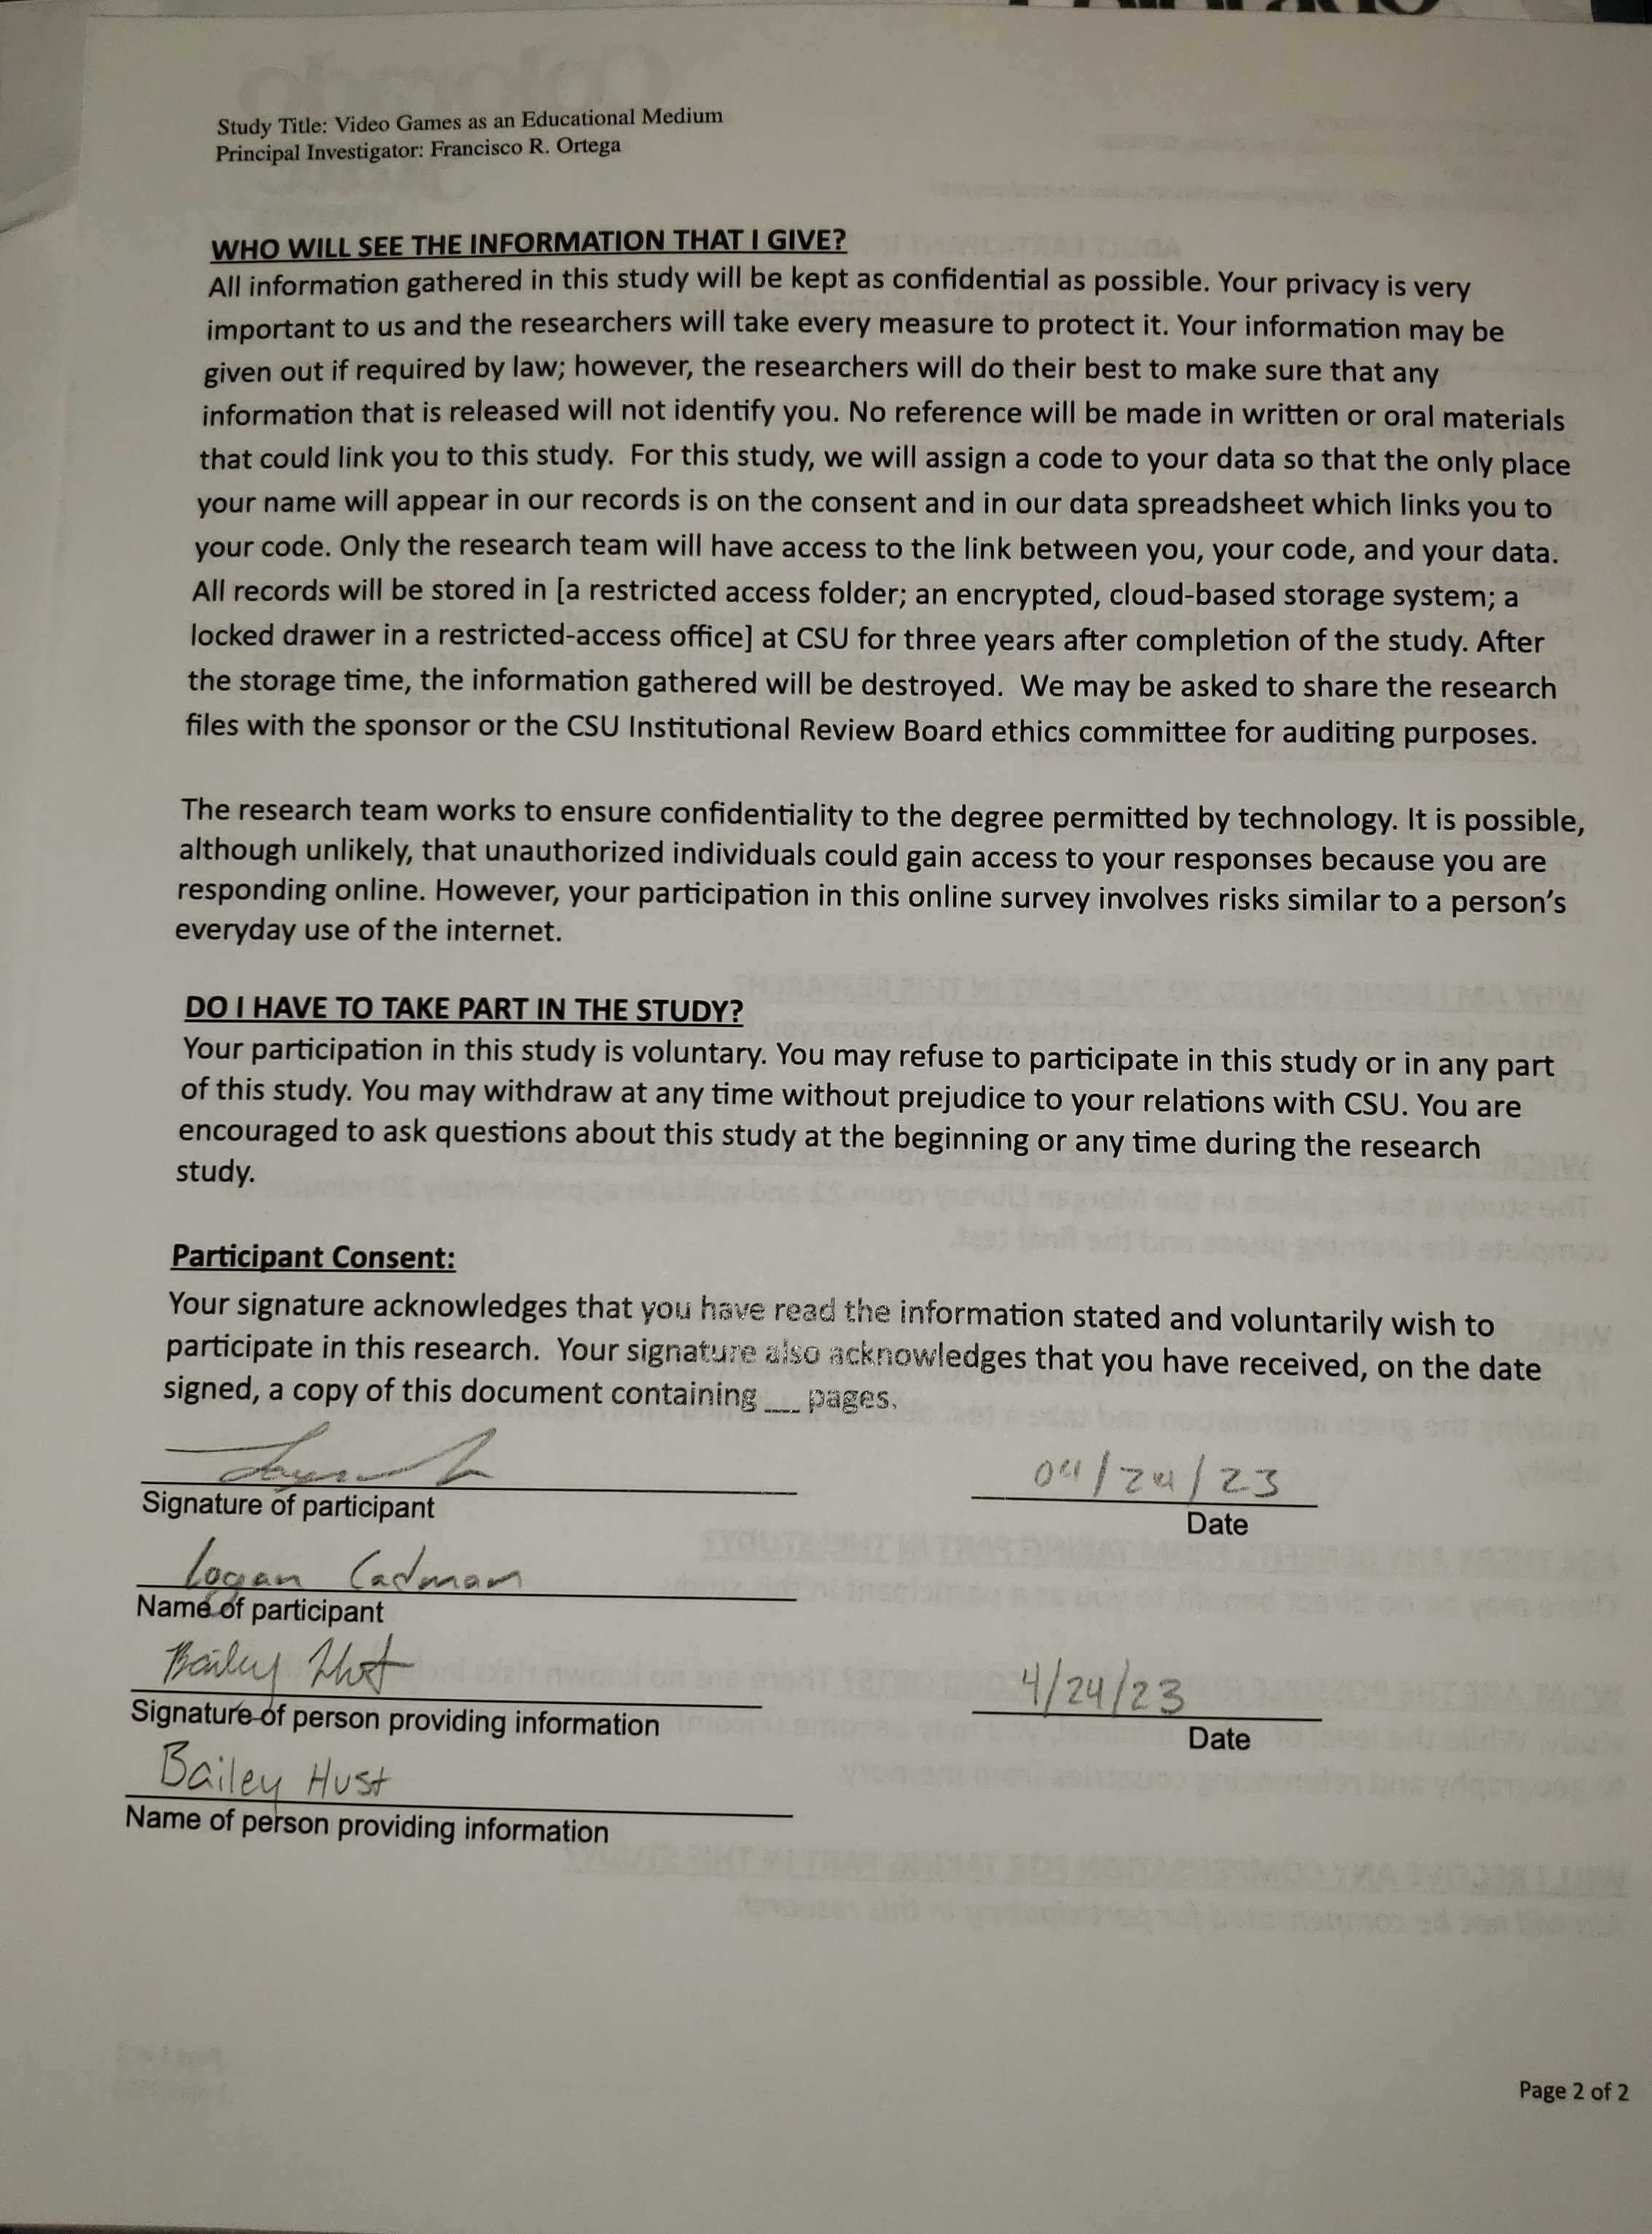 Study Title: Video Games as an Educational Medium
Principal Investigator: Francisco R. Ortega
WHO WILL SEE THE INFORMATION THAT I GIVE?
All information gathered in this study will be kept as confidential as possible. Your privacy is very
important to us and the researchers will take every measure to protect it. Your information may be
given out if required by law; however, the researchers will do their best to make sure that any
information that is released will not identify you. No reference will be made in written or oral materials
that could link you to this study. For this study, we will assign a code to your data so that the only place
your name will appear in our records is on the consent and in our data spreadsheet which links you to
your code. Only the research team will have access to the link between you, your code, and your data.
All records will be stored in [a restricted access folder; an encrypted, cloud-based storage system; a
locked drawer in a restricted-access office] at CSU for three years after completion of the study. After
the storage time, the information gathered will be destroyed. We may be asked to share the research
files with the sponsor or the CSU Institutional Review Board ethics committee for auditing purposes.
The research team works to ensure confidentiality to the degree permitted by technology. It is possible,
although unlikely, that unauthorized individuals could gain access to your responses because you are
responding online. However, your participation in this online survey involves risks similar to a person's
everyday use of the internet.
DO I HAVE TO TAKE PART IN THE STUDY?
Your participation in this study is voluntary. You may refuse to participate in this study or in any part
of this study. You may withdraw at any time without prejudice to your relations with CSU. You are
encouraged to ask questions about this study at the beginning or any time during the research
study.
Participant Consent:
Your signature acknowledges that you have read the information stated and voluntarily wish to
participate in this research. Your signature also acknowledges that you have received, on the date
signed, a copy of this document containing ___ pages.
04/24/23
Signature of participant Date
Logan Cadman
Name of participant
Bailey Hust 4/24/23
Signature of person providing information Date
Bailey Hust
Name of person providing information
Page 2 of 2